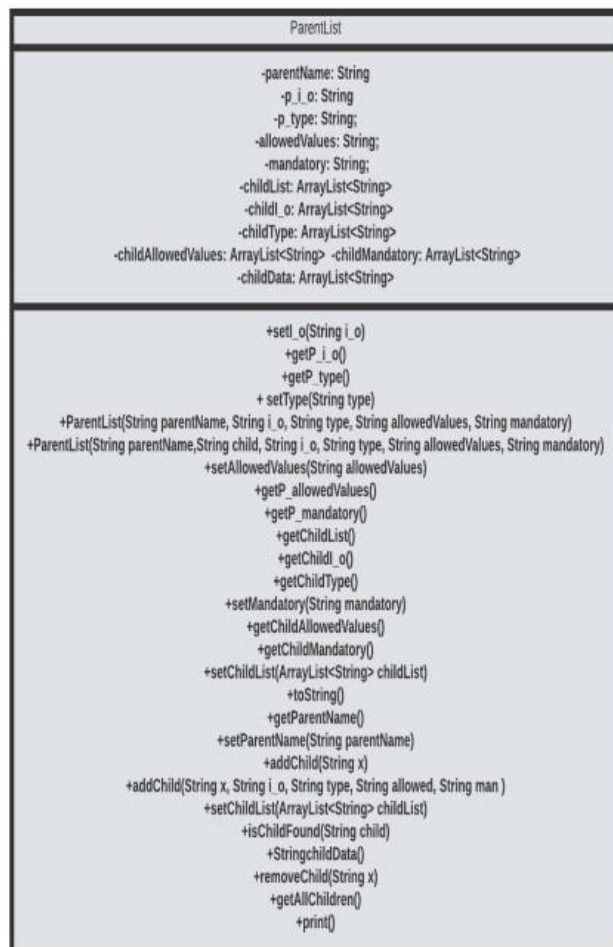 ParentList
-parentName: String
-p_i_o: String
-p_type: String;
-allowedValues: String;
-mandatory: String;
-childList: ArrayList<String>
-childI_o: ArrayList<String>
-childType: ArrayList<String>
-childAllowedValues: ArrayList<String> -childMandatory: ArrayList<String>
-childData: ArrayList<String>
+setI_o(String i_o)
+getP_i_o()
+getP_type()
+ setType(String type)
+ParentList(String parentName, String i_o, String type, String allowedValues, String mandatory)
+ParentList(String parentName,String child, String i_o, String type, String allowedValues, String mandatory)
+setAllowedValues(String allowedValues)
+getP_allowedValues()
+getP_mandatory()
+getChildList()
+getChildI_o()
+getChildType()
+setMandatory(String mandatory)
+getChildAllowedValues()
+getChildMandatory()
+setChildList(ArrayList<String> childList)
+toString()
+getParentName()
+setParentName(String parentName)
+addChild(String x)
+addChild(String x, String i_o, String type, String allowed, String man )
+setChildList(ArrayList<String> childList)
+isChildFound(String child)
+StringchildData()
+removeChild(String x)
+getAllChildren()
+print()